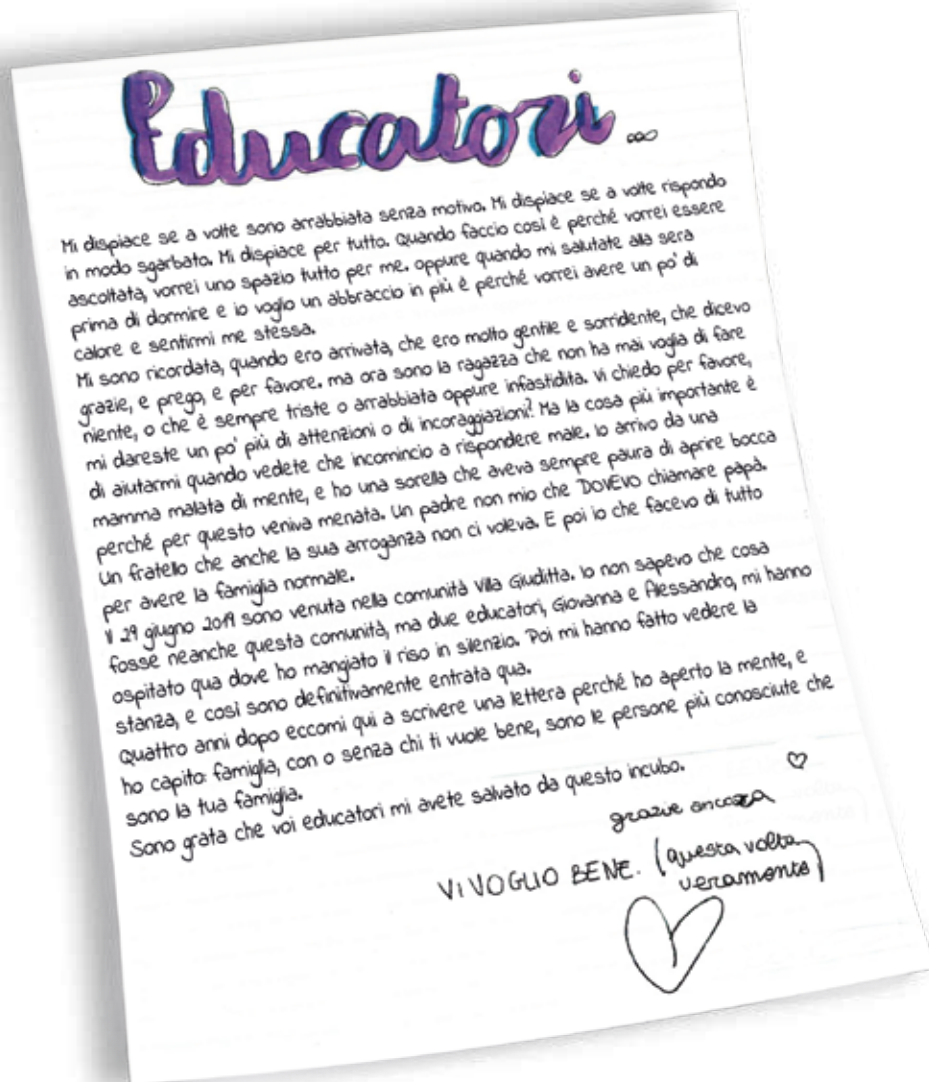 Educatori...
Mi dispiace se a volte sono arrabbiata senza motivo. Mi dispiace se a volte rispondo
in modo sgarbato. Mi dispiace per tutto. Quando faccio così è perché vorrei essere
ascoltata, vorrei uno spazio tutto per me. oppure quando mi salutate alla sera
prima di dormire e io voglio un abbraccio in più è perché vorrei avere un po' di
calore e sentirmi me stessa.
Mi sono ricordata, quando ero arrivata, che ero molto gentile e sorridente, che dicevo
grazie, e prego, e per favore. ma ora sono la ragazza che non ha mai voglia di fare
niente, o che è sempre triste o arrabbiata oppure infastidita. Vi chiedo per favore,
mi dareste un po' più di attenzioni o di incoraggiazioni? Ma la cosa più importante è
di aiutarmi quando vedete che incomincio a rispondere male. Io arrivo da una
mamma malata di mente, e ho una sorella che aveva sempre paura di aprire bocca
perché per questo veniva menata. Un padre non mio che DOVEVO chiamare papà.
Un fratello che anche la sua arroganza non ci voleva. E poi io che facevo di tutto
per avere la famiglia normale.
Il 29 giugno 2019 sono venuta nella comunità Villa Giuditta. Io non sapevo che cosa
fosse neanche questa comunità, ma due educatori, Giovanna e Alessandro, mi hanno
ospitato qua dove ho mangiato il riso in silenzio. Poi mi hanno fatto vedere la
stanza, e così sono definitivamente entrata qua.
Quattro anni dopo eccomi qui a scrivere una lettera perché ho aperto la mente, e
ho capito: famiglia, con o senza chi ti vuole bene, sono le persone più conosciute che
sono la tua famiglia.
Sono grata che voi educatori mi avete salvato da questo incubo.
grazie ancora
VI VOGLIO BENE. (questa volta
veramente)